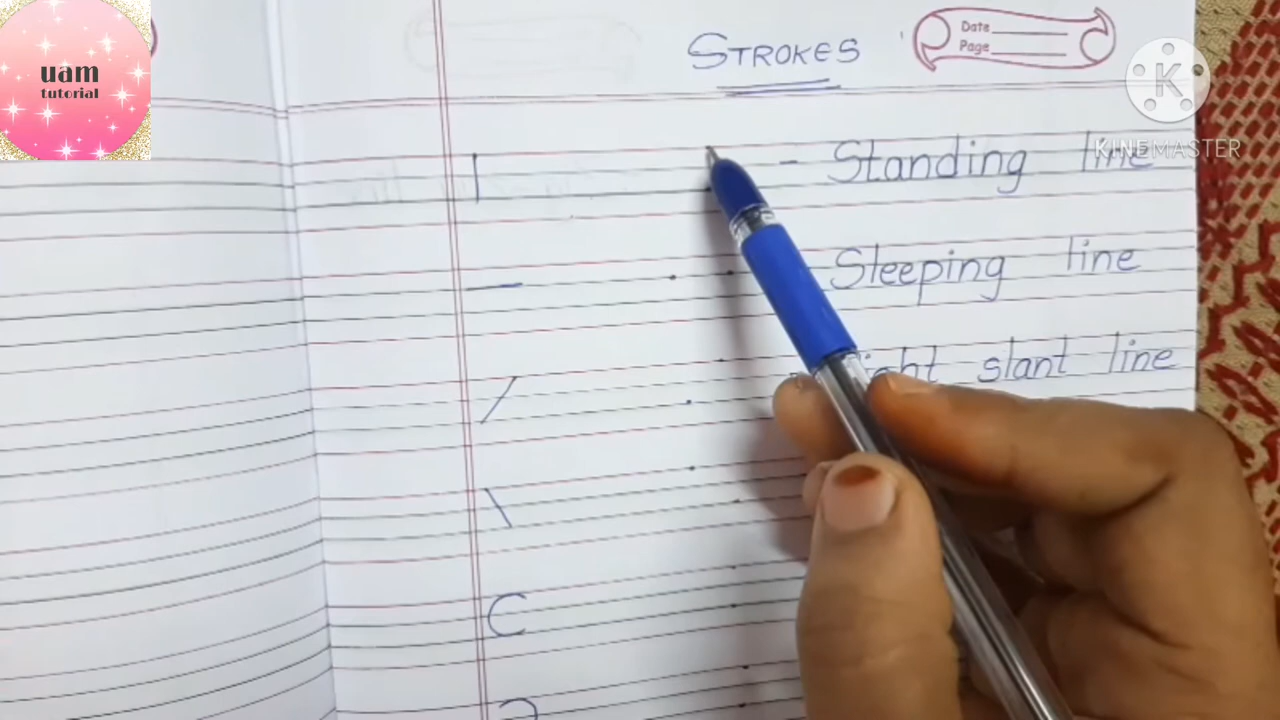 uam
tutorial
STROKES
Date
Page
K
KINEMASTER
- Standing line
Sleeping line
slant line